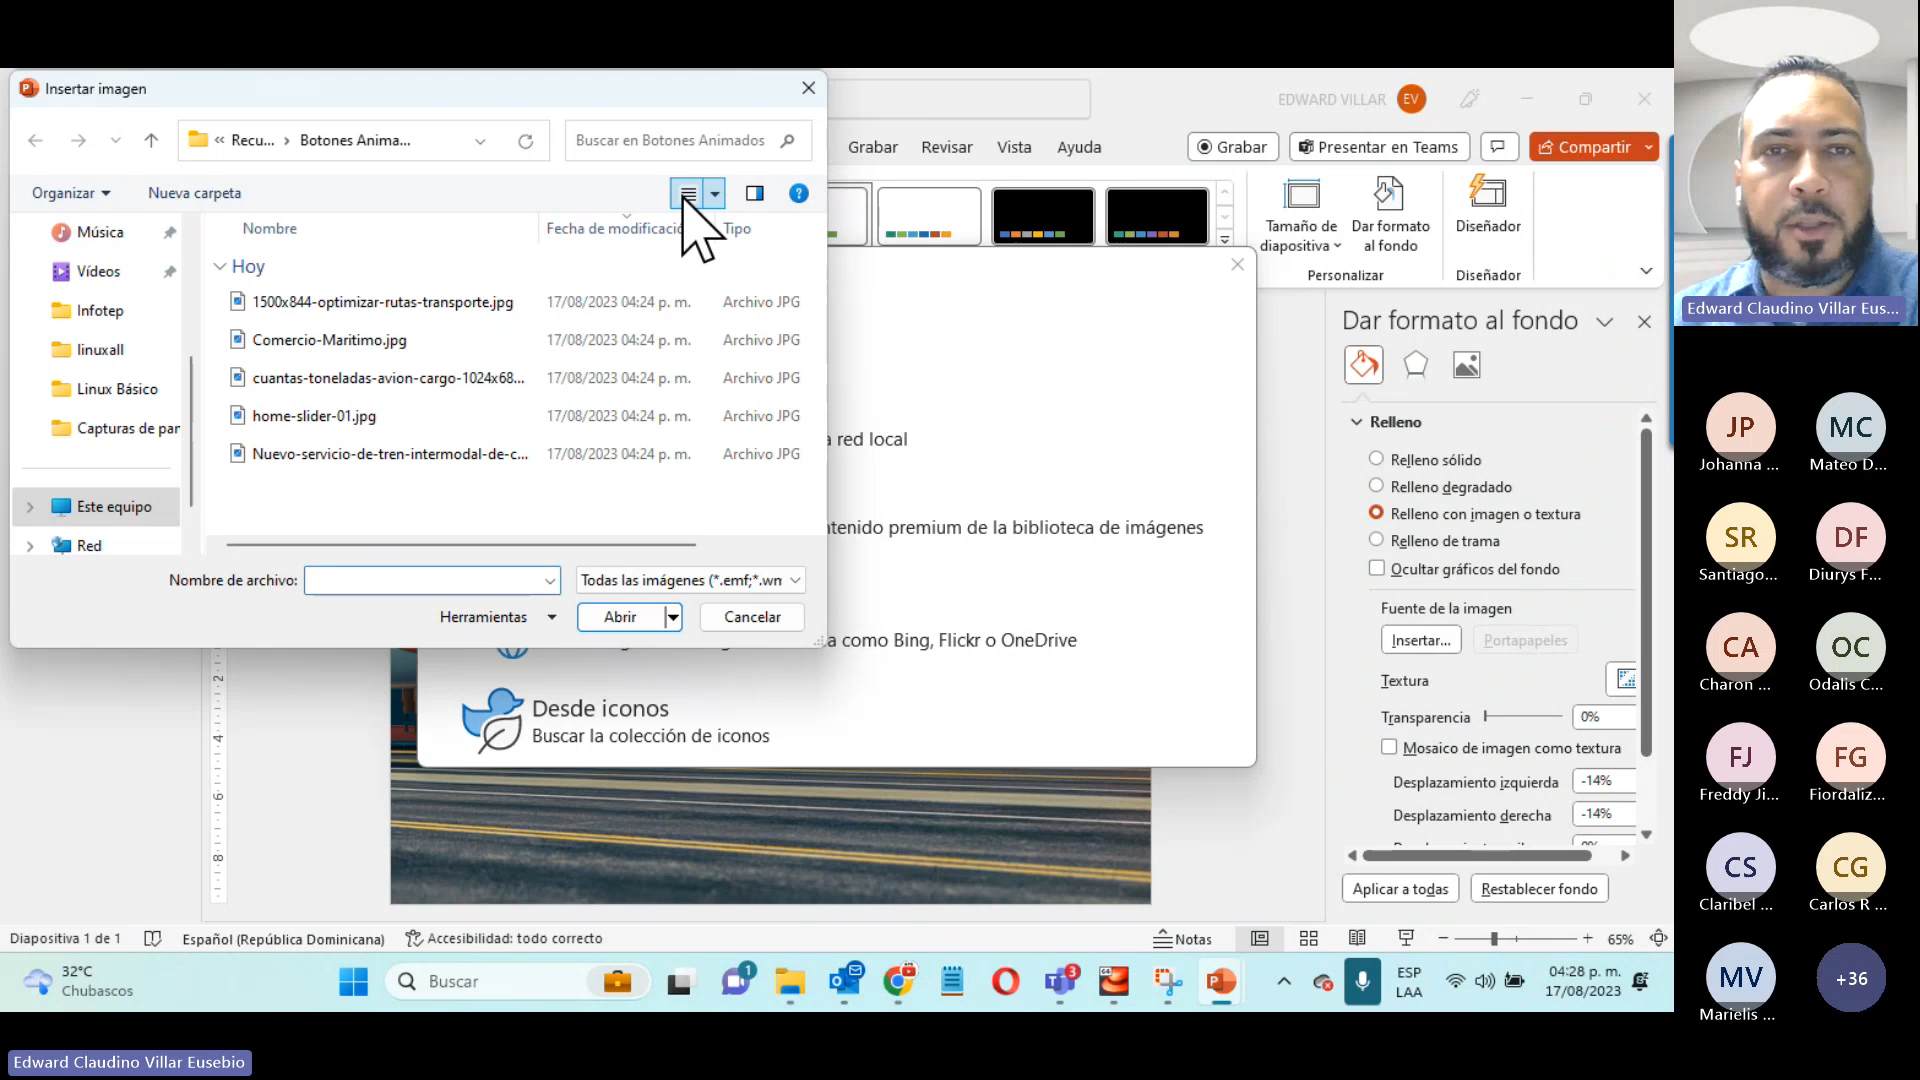 Insertar imagen
« Recu... › Botones Anima...
Buscar en Botones Animados
Organizar
Nueva carpeta
Música
Vídeos
Infotep
linuxall
Linux Básico
Capturas de par
Este equipo
Red
Nombre
Fecha de modificació
Tipo
Hoy
1500x844-optimizar-rutas-transporte.jpg 17/08/2023 04:24 p. m. Archivo JPG
Comercio-Maritimo.jpg 17/08/2023 04:24 p. m. Archivo JPG
cuantas-toneladas-avion-cargo-1024x68... 17/08/2023 04:24 p. m. Archivo JPG
home-slider-01.jpg 17/08/2023 04:24 p. m. Archivo JPG
Nuevo-servicio-de-tren-intermodal-de-c... 17/08/2023 04:24 p. m. Archivo JPG
Nombre de archivo:
Todas las imágenes (*.emf;*.wn
Herramientas
Abrir
Cancelar
EDWARD VILLAR EV
Grabar
Revisar
Vista
Ayuda
Grabar
Presentar en Teams
Compartir
Tamaño de diapositiva
Dar formato al fondo
Diseñador
Personalizar
Diseñador
a red local
ntenido premium de la biblioteca de imágenes
a como Bing, Flickr o OneDrive
Desde iconos
Buscar la colección de iconos
2
4
6
8
Dar formato al fondo
Relleno
Relleno sólido
Relleno degradado
Relleno con imagen o textura
Relleno de trama
Ocultar gráficos del fondo
Fuente de la imagen
Insertar...
Portapapeles
Textura
Transparencia 0%
Mosaico de imagen como textura
Desplazamiento izquierda -14%
Desplazamiento derecha -14%
Aplicar a todas
Restablecer fondo
Diapositiva 1 de 1
Español (República Dominicana)
Accesibilidad: todo correcto
Notas
65%
32°C
Chubascos
Buscar
1
3
ESP
LAA
04:28 p. m.
17/08/2023
Edward Claudino Villar Eus...
JP
Johanna ...
MC
Mateo D...
SR
Santiago...
DF
Diurys F...
CA
Charon ...
OC
Odalis C...
FJ
Freddy Ji...
FG
Fiordaliz...
CS
Claribel ...
CG
Carlos R ...
MV
Marielis ...
+36
Edward Claudino Villar Eusebio